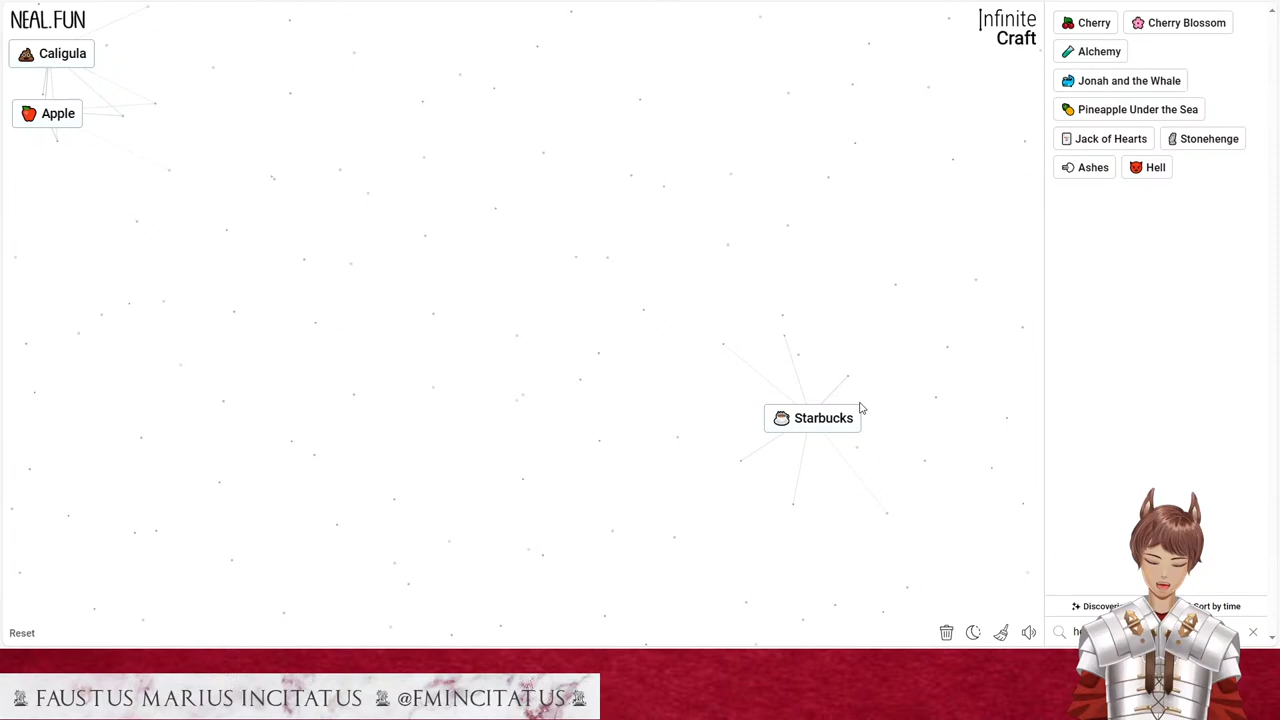 NEAL.FUN
Infinite
Craft
Caligula
Apple
Starbucks
Cherry
Cherry Blossom
Alchemy
Jonah and the Whale
Pineapple Under the Sea
Jack of Hearts
Stonehenge
Ashes
Hell
Sort by time
Reset
FAUSTUS MARIUS INCITATUS @FMINCITATUS